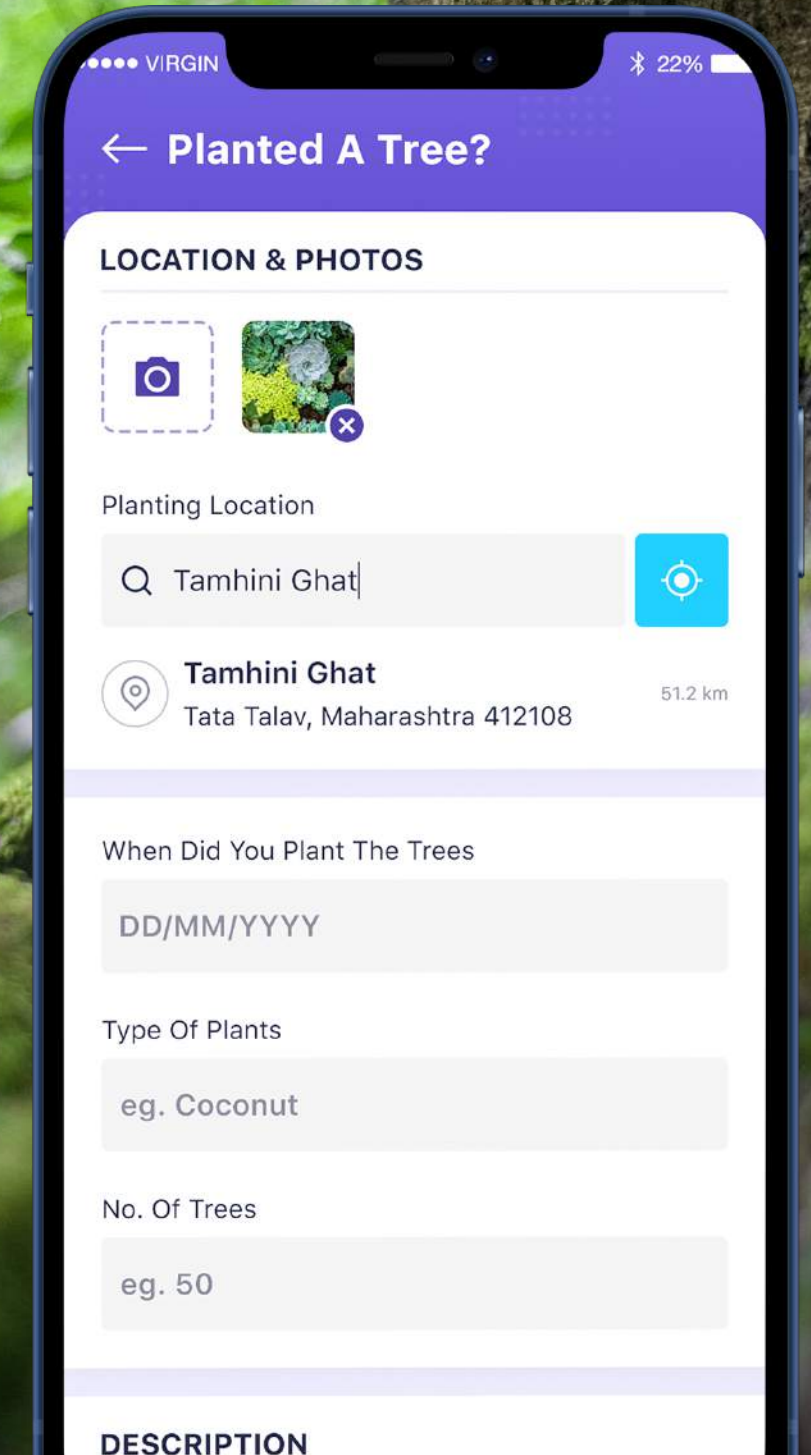 VIRGIN 22%
← Planted A Tree?
LOCATION & PHOTOS
Planting Location
Tamhini Ghat
Tamhini Ghat
51.2 km
Tata Talav, Maharashtra 412108
When Did You Plant The Trees
DD/MM/YYYY
Type Of Plants
eg. Coconut
No. Of Trees
eg. 50
DESCRIPTION